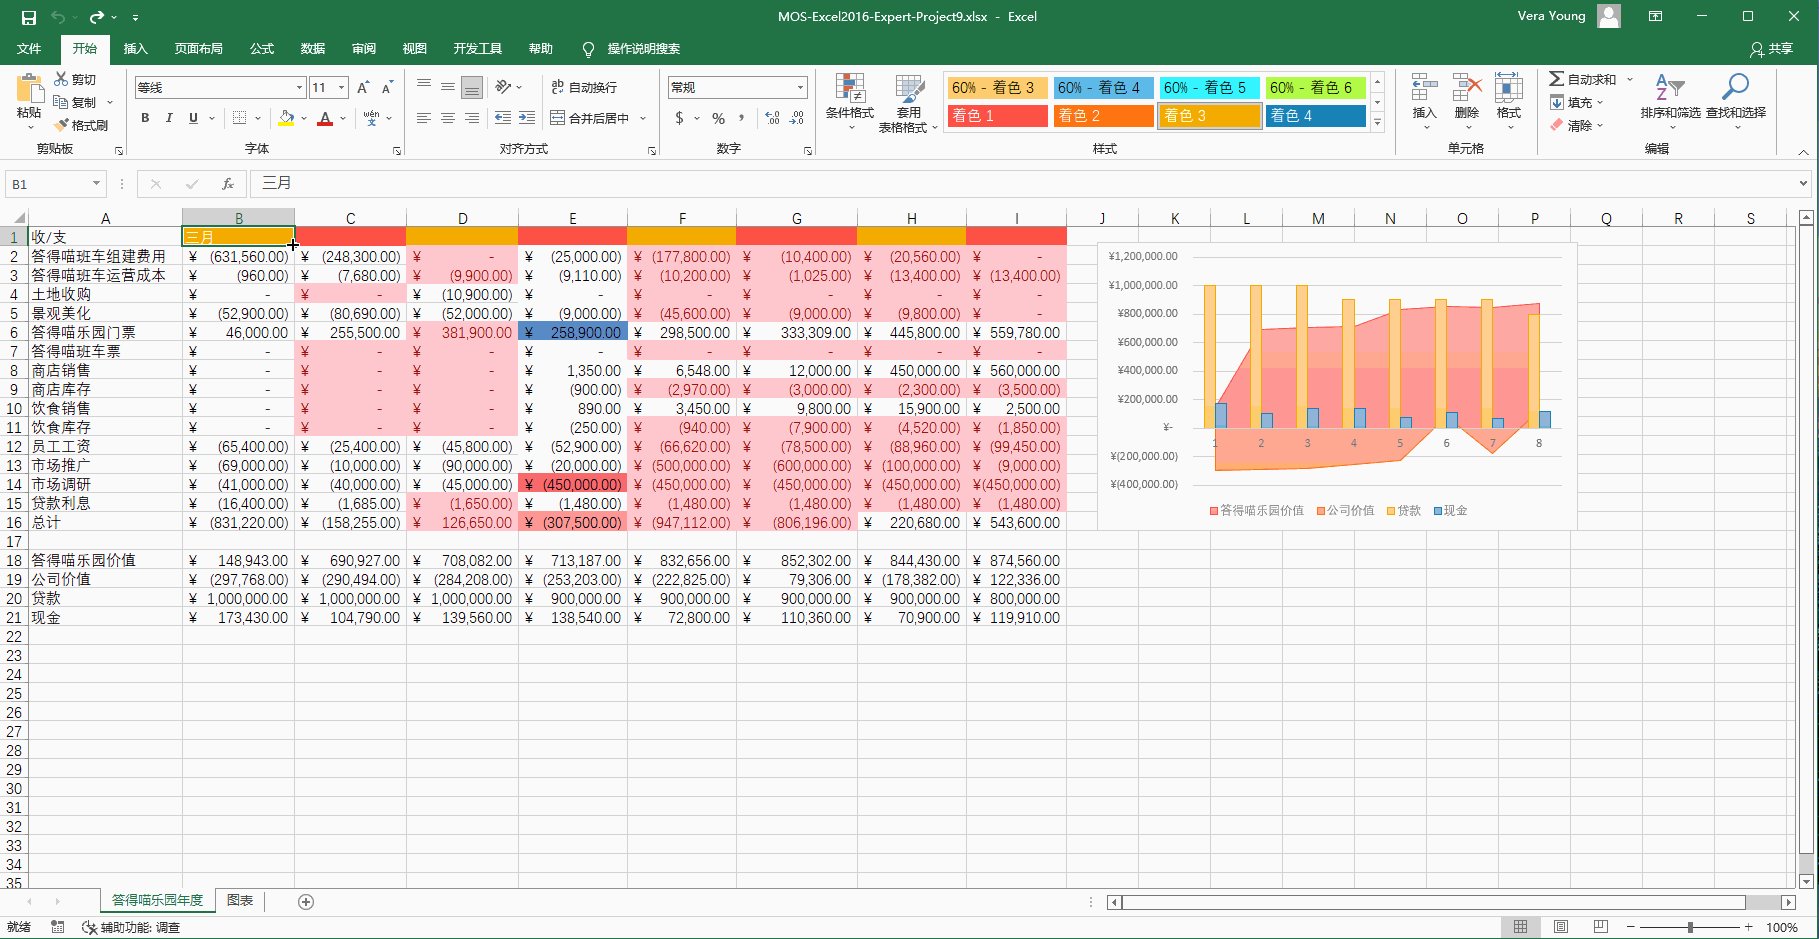 MOS-Excel2016-Expert-Project9.xlsx - Excel
Vera Young
文件 开始 插入 页面布局 公式 数据 审阅 视图 开发工具 帮助 操作说明搜索 共享
粘贴 剪切 复制 格式刷 剪贴板
等线 11 A A B I U A wén 文 字体
ab 自动换行 合并后居中 对齐方式
常规 $ % , 数字
条件格式 套用 表格格式
60% - 着色 3 60% - 着色 4 60% - 着色 5 60% - 着色 6
着色 1 着色 2 着色 3 着色 4
样式
插入 删除 格式 单元格
自动求和 填充 清除 排序和筛选 查找和选择 编辑
B1 fx 三月
A B C D E F G H I J K L M N O P Q R S
1 收/支 三月
2 答得喵班车组建费用 ¥ (631,560.00) ¥ (248,300.00) ¥ - ¥ (25,000.00) ¥ (177,800.00) ¥ (10,400.00) ¥ (20,560.00) ¥ -
3 答得喵班车运营成本 ¥ (960.00) ¥ (7,680.00) ¥ (9,900.00) ¥ (9,110.00) ¥ (10,200.00) ¥ (1,025.00) ¥ (13,400.00) ¥ (13,400.00)
4 土地收购 ¥ - ¥ - ¥ (10,900.00) ¥ - ¥ - ¥ - ¥ - ¥ -
5 景观美化 ¥ (52,900.00) ¥ (80,690.00) ¥ (52,000.00) ¥ (9,000.00) ¥ (45,600.00) ¥ (9,000.00) ¥ (9,800.00) ¥ -
6 答得喵乐园门票 ¥ 46,000.00 ¥ 255,500.00 ¥ 381,900.00 ¥ 258,900.00 ¥ 298,500.00 ¥ 333,309.00 ¥ 445,800.00 ¥ 559,780.00
7 答得喵班车票 ¥ - ¥ - ¥ - ¥ - ¥ - ¥ - ¥ - ¥ -
8 商店销售 ¥ - ¥ - ¥ - ¥ 1,350.00 ¥ 6,548.00 ¥ 12,000.00 ¥ 450,000.00 ¥ 560,000.00
9 商店库存 ¥ - ¥ - ¥ - ¥ (900.00) ¥ (2,970.00) ¥ (3,000.00) ¥ (2,300.00) ¥ (3,500.00)
10 饮食销售 ¥ - ¥ - ¥ - ¥ 890.00 ¥ 3,450.00 ¥ 9,800.00 ¥ 15,900.00 ¥ 2,500.00
11 饮食库存 ¥ - ¥ - ¥ - ¥ (250.00) ¥ (940.00) ¥ (7,900.00) ¥ (4,520.00) ¥ (1,850.00)
12 员工工资 ¥ (65,400.00) ¥ (25,400.00) ¥ (45,800.00) ¥ (52,900.00) ¥ (66,620.00) ¥ (78,500.00) ¥ (88,960.00) ¥ (99,450.00)
13 市场推广 ¥ (69,000.00) ¥ (10,000.00) ¥ (90,000.00) ¥ (20,000.00) ¥ (500,000.00) ¥ (600,000.00) ¥ (100,000.00) ¥ (9,000.00)
14 市场调研 ¥ (41,000.00) ¥ (40,000.00) ¥ (45,000.00) ¥ (450,000.00) ¥ (450,000.00) ¥ (450,000.00) ¥ (450,000.00) ¥(450,000.00)
15 贷款利息 ¥ (16,400.00) ¥ (1,685.00) ¥ (1,650.00) ¥ (1,480.00) ¥ (1,480.00) ¥ (1,480.00) ¥ (1,480.00) ¥ (1,480.00)
16 总计 ¥ (831,220.00) ¥ (158,255.00) ¥ 126,650.00 ¥ (307,500.00) ¥ (947,112.00) ¥ (806,196.00) ¥ 220,680.00 ¥ 543,600.00
17
18 答得喵乐园价值 ¥ 148,943.00 ¥ 690,927.00 ¥ 708,082.00 ¥ 713,187.00 ¥ 832,656.00 ¥ 852,302.00 ¥ 844,430.00 ¥ 874,560.00
19 公司价值 ¥ (297,768.00) ¥ (290,494.00) ¥ (284,208.00) ¥ (253,203.00) ¥ (222,825.00) ¥ 79,306.00 ¥ (178,382.00) ¥ 122,336.00
20 贷款 ¥ 1,000,000.00 ¥ 1,000,000.00 ¥ 1,000,000.00 ¥ 900,000.00 ¥ 900,000.00 ¥ 900,000.00 ¥ 900,000.00 ¥ 800,000.00
21 现金 ¥ 173,430.00 ¥ 104,790.00 ¥ 139,560.00 ¥ 138,540.00 ¥ 72,800.00 ¥ 110,360.00 ¥ 70,900.00 ¥ 119,910.00
22
23
24
25
26
27
28
29
30
31
32
33
34
35
¥1,200,000.00
¥1,000,000.00
¥800,000.00
¥600,000.00
¥400,000.00
¥200,000.00
¥-
¥(200,000.00)
¥(400,000.00)
1 2 3 4 5 6 7 8
答得喵乐园价值 公司价值 贷款 现金
答得喵乐园年度 图表
就绪 辅助功能: 调查 100%